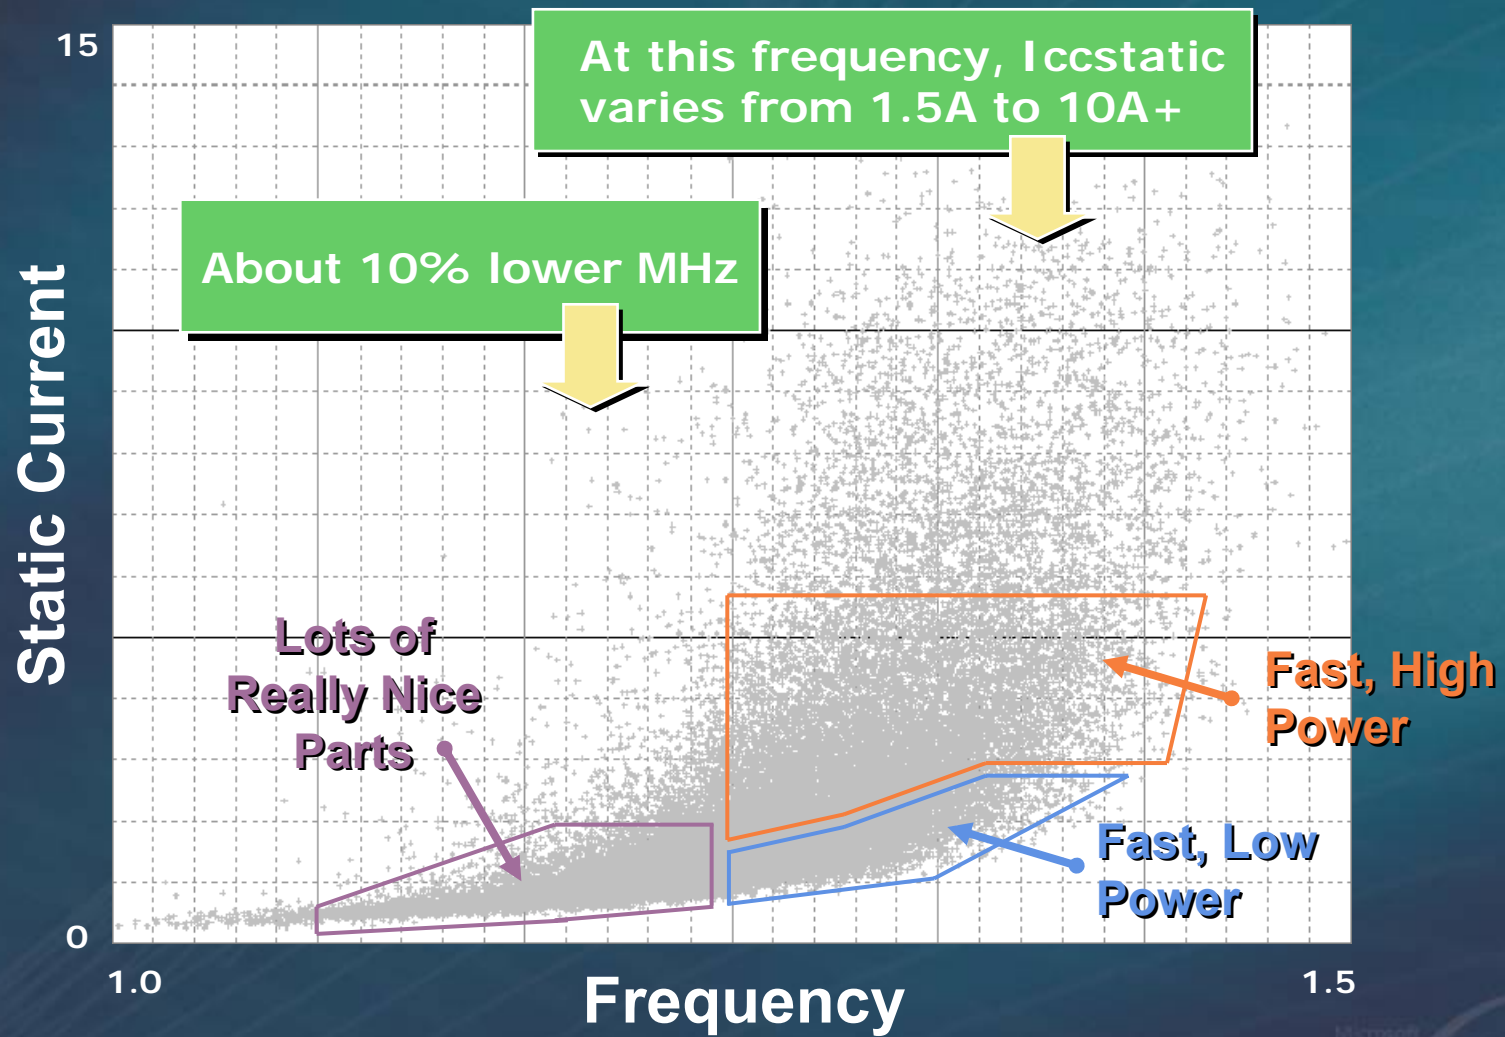 15
At this frequency, Iccstatic
varies from 1.5A to 10A+
About 10% lower MHz
Static Current
Lots of
Really Nice
Parts
Fast, High
Power
Fast, Low
Power
0
1.0
Frequency
1.5
Microsoft